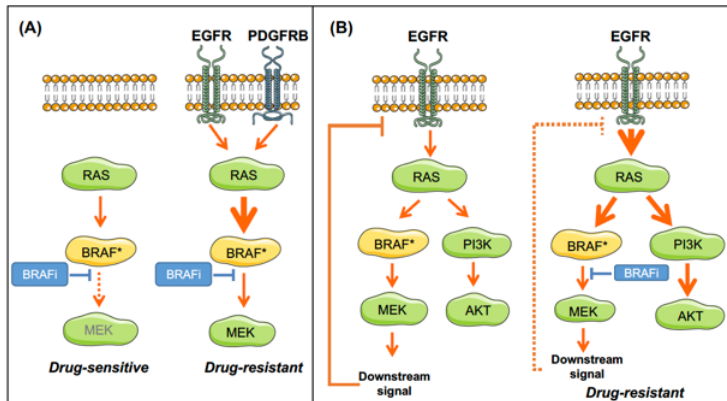 (A)
EGFR PDGFRB
RAS
RAS
BRAF*
BRAF*
BRAFi
BRAFi
MEK
MEK
Drug-sensitive
Drug-resistant
(B)
EGFR
EGFR
RAS
RAS
BRAF*
PI3K
BRAF*
PI3K
BRAFi
MEK
AKT
MEK
AKT
Downstream
signal
Downstream
signal
Drug-resistant